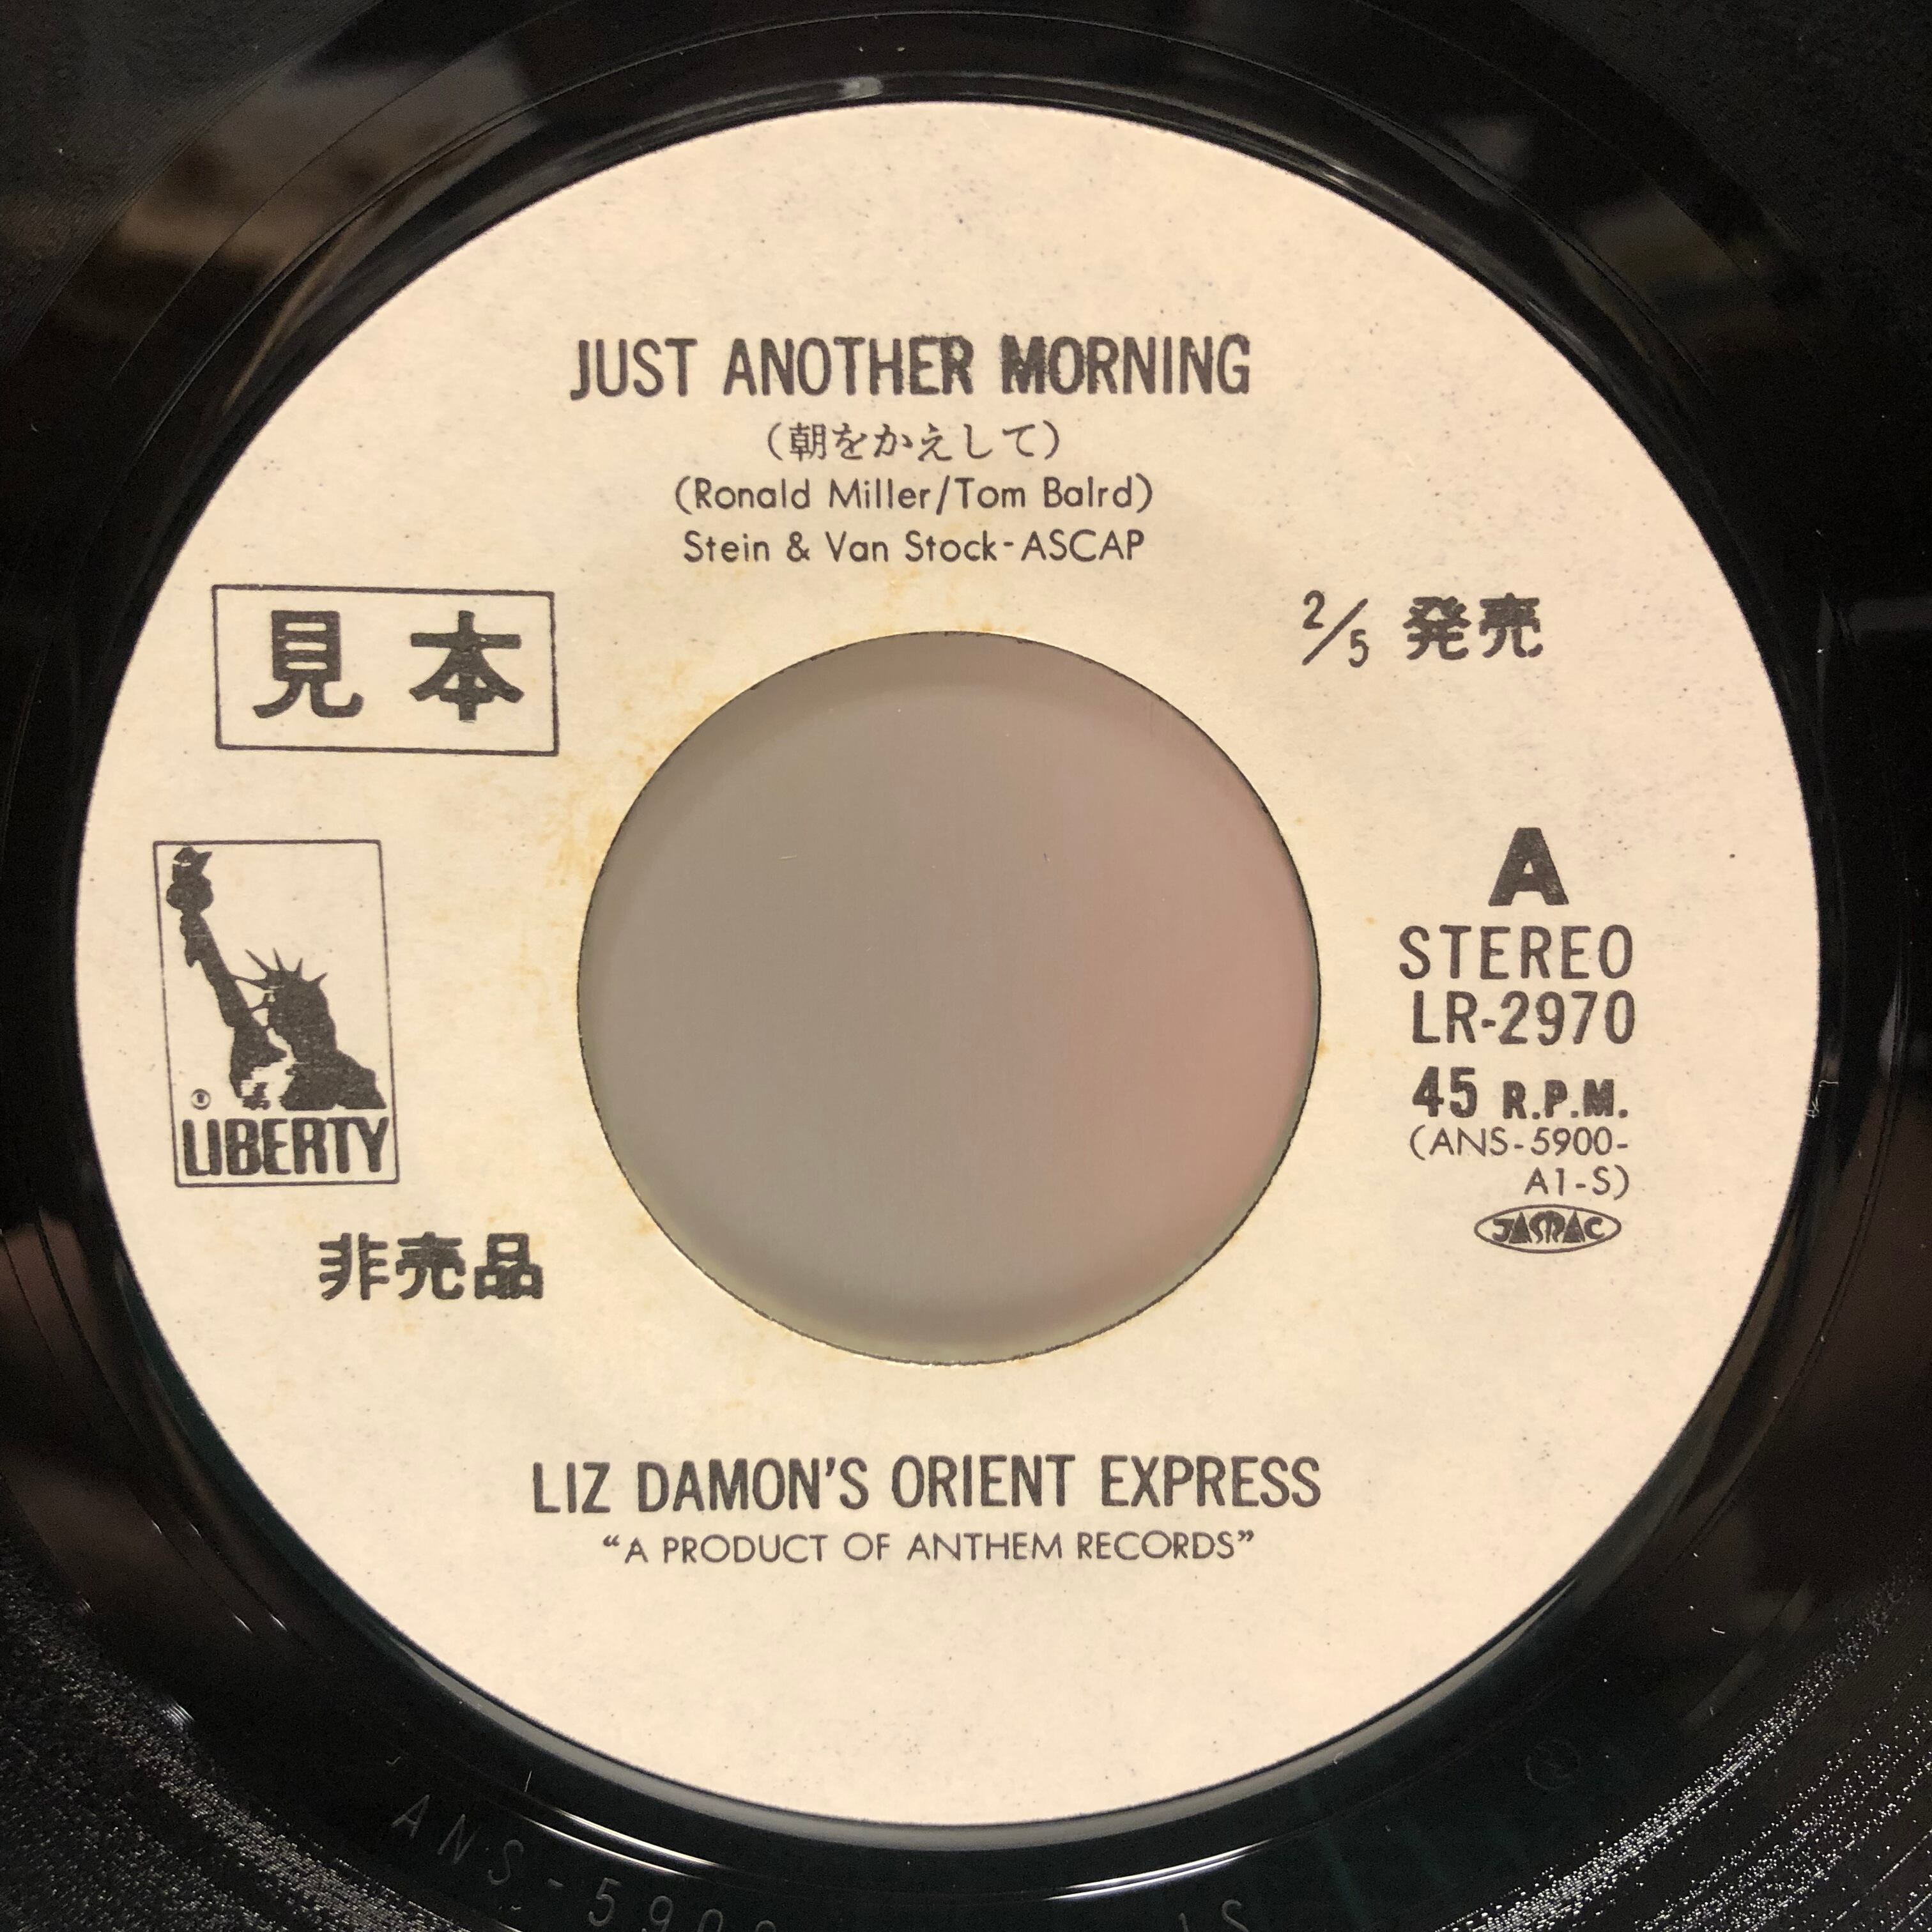 JUST ANOTHER MORNING
(朝をかえして)
(Ronald Miller/Tom Balrd)
Stein & Van Stock-ASCAP
見本
2/5 発売
A
STEREO
LR-2970
45 R.P.M.
(ANS-5900-
A1-S)
JASRAC
LIBERTY
非売品
LIZ DAMON'S ORIENT EXPRESS
“A PRODUCT OF ANTHEM RECORDS”
ANS-590